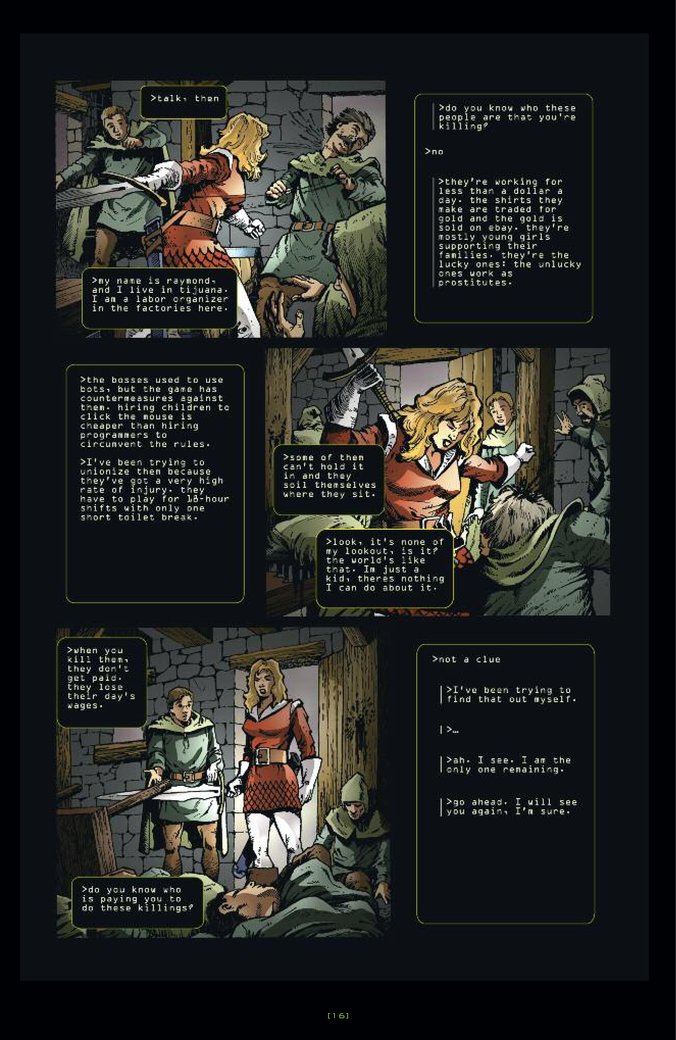 >talk, then
>my name is raymond,
and I live in tijuana.
I am a labor organizer
in the factories here.
>do you know who these
people are that you're
killing?
>no
>they're working for
less than a dollar a
day. the shirts they
make are traded for
gold and the gold is
sold on ebay. they're
mostly young girls
supporting their
families. they're the
lucky ones: the unlucky
ones work as
prostitutes.
>the bosses used to use
bots, but the game has
countermeasures against
them. hiring children to
click the mouse is
cheaper than hiring
programmers to
circumvent the rules.
>I've been trying to
unionize them because
they've got a very high
rate of injury. they
have to play for 18-hour
shifts with only one
short toilet break.
>some of them
can't hold it
in and they
soil themselves
where they sit.
>look, it's none of
my lookout, is it?
the world's like
that. Im just a
kid, theres nothing
I can do about it.
>when you
kill them,
they don't
get paid.
they lose
their day's
wages.
>do you know who
is paying you to
do these killings?
>not a clue
>I've been trying to
find that out myself.
>…
>ah. I see. I am the
only one remaining.
>go ahead. I will see
you again, I'm sure.
[16]